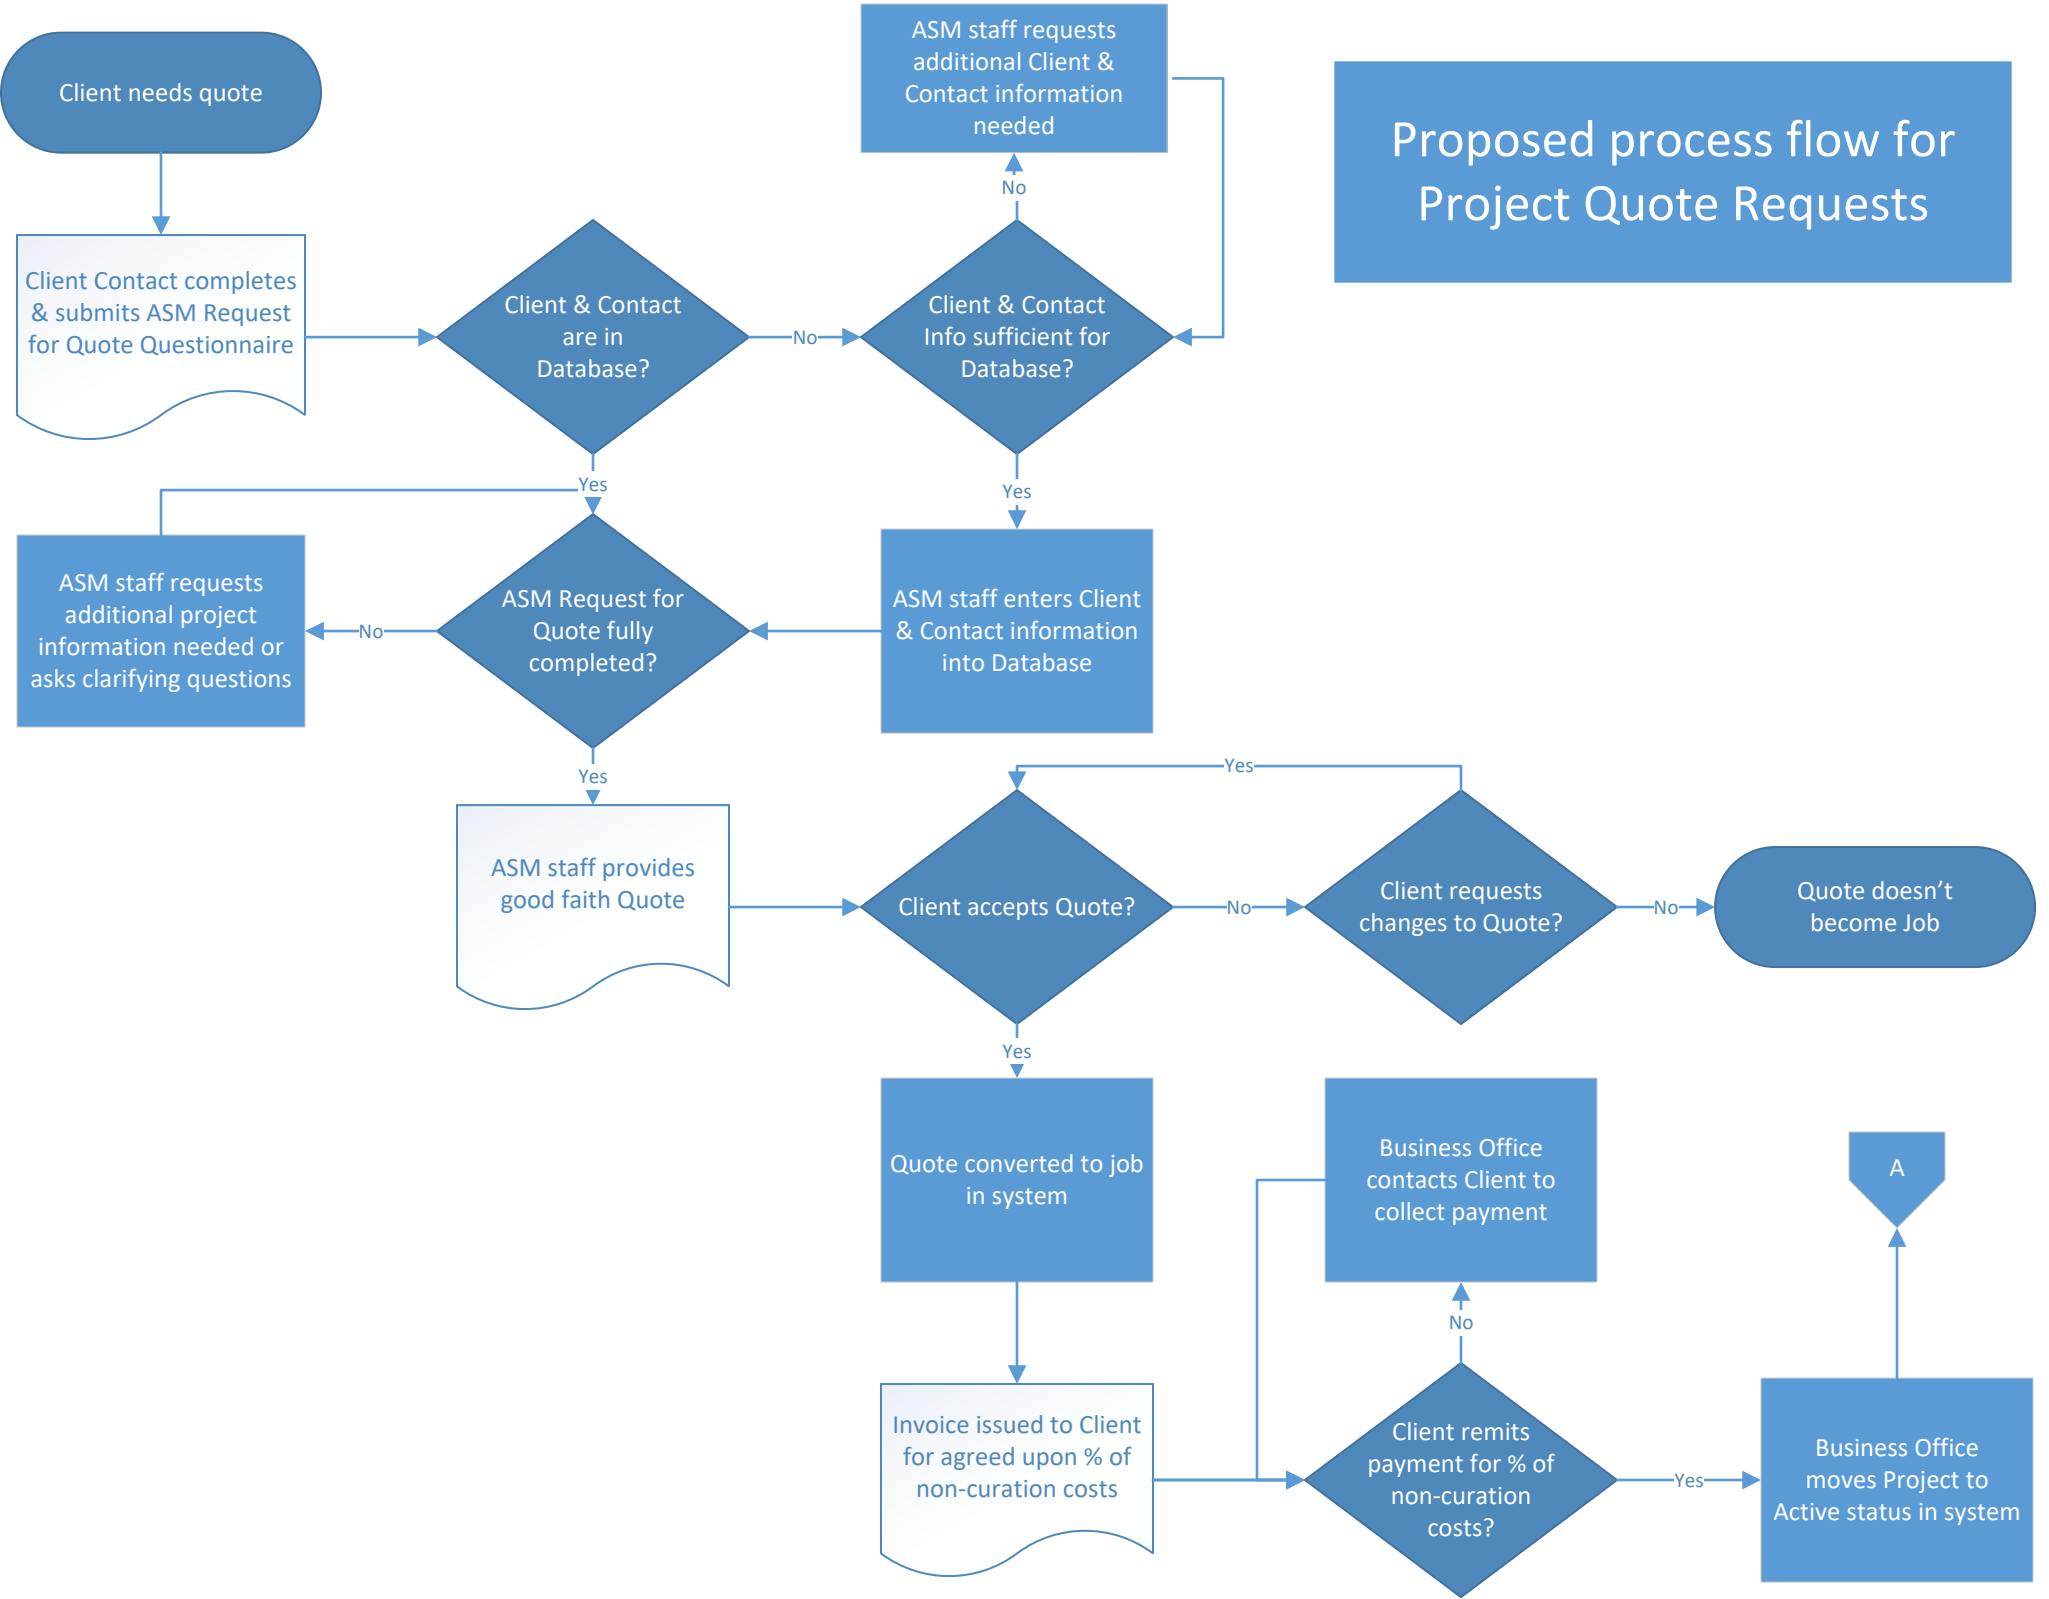 Client needs quote
ASM staff requests
additional Client &
Contact information
needed
Proposed process flow for
Project Quote Requests
No
Client Contact completes
& submits ASM Request
for Quote Questionnaire
Client & Contact
are in
Database?
No
Client & Contact
Info sufficient for
Database?
Yes
Yes
ASM staff requests
additional project
information needed or
asks clarifying questions
No
ASM Request for
Quote fully
completed?
ASM staff enters Client
& Contact information
into Database
Yes
Yes
ASM staff provides
good faith Quote
Client accepts Quote?
No
Client requests
changes to Quote?
No
Quote doesn't
become Job
Yes
Quote converted to job
in system
Business Office
contacts Client to
collect payment
A
No
Invoice issued to Client
for agreed upon % of
non-curation costs
Client remits
payment for % of
non-curation
costs?
Yes
Business Office
moves Project to
Active status in system